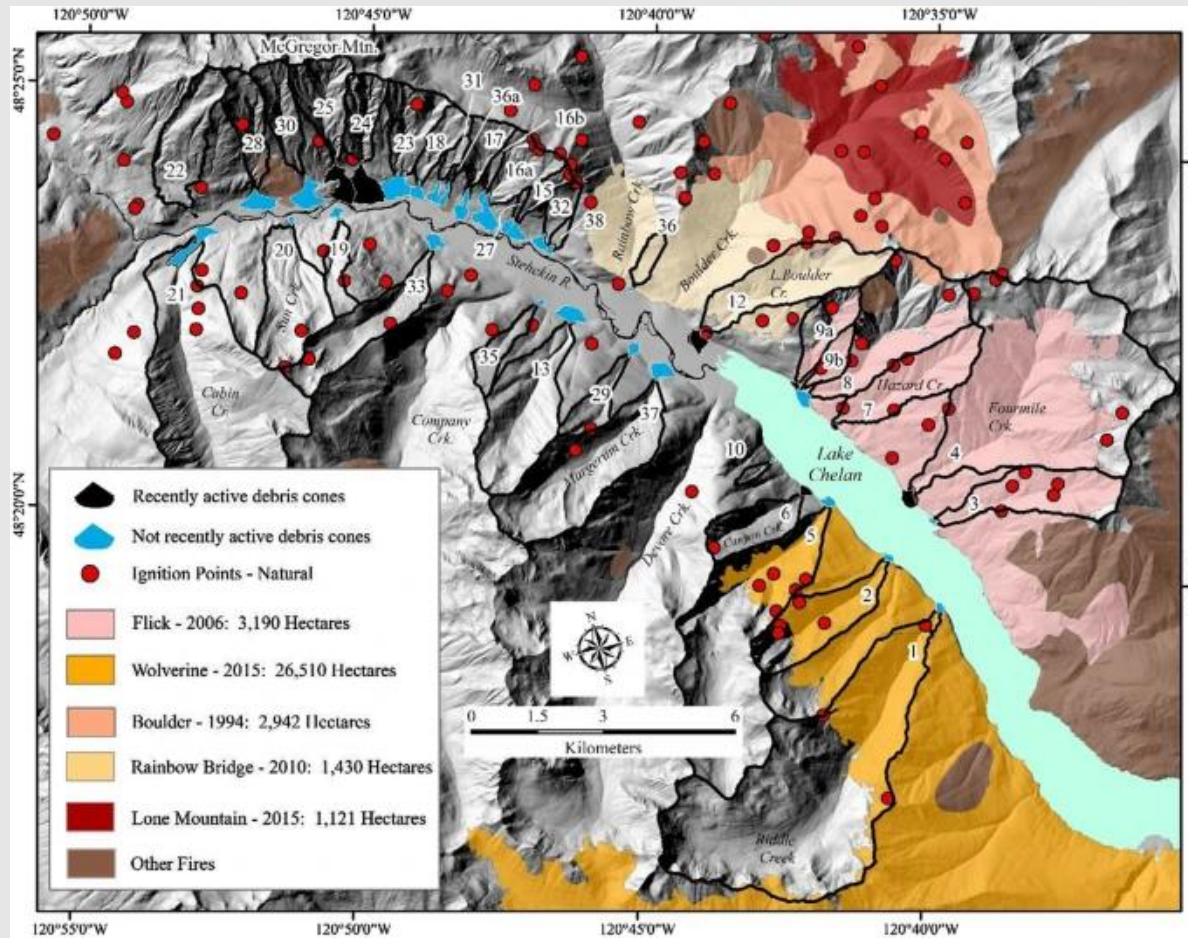 120°50'0"W
120°45'0"W
120°40'0"W
120°35'0"W
48°25'0"N
48°20'0"N
McGregor Mtn.
31
36a
25
16b
30
24
28
23
18
17
22
16a
15
32
38
Rainbow Crk.
36
Boulder Crk.
27
Stehekin R.
20
19
L.Boulder
Cr.
21
33
12
Sun Crk.
9a
9b
8
Hazard Cr.
35
13
7
Cabin
Cr.
29
37
Company
Crk.
Fourmile
Crk.
Margerum Crk.
10
Lake
Chelan
4
3
6
Canyon Crk.
Devore Crk.
5
2
1
Riddle
Creek
Recently active debris cones
Not recently active debris cones
Ignition Points - Natural
Flick - 2006: 3,190 Hectares
Wolverine - 2015: 26,510 Hectares
Boulder - 1994: 2,942 Hectares
Rainbow Bridge - 2010: 1,430 Hectares
Lone Mountain - 2015: 1,121 Hectares
Other Fires
N
W
E
S
0 1.5 3 6
Kilometers
120°55'0"W
120°50'0"W
120°45'0"W
120°40'0"W